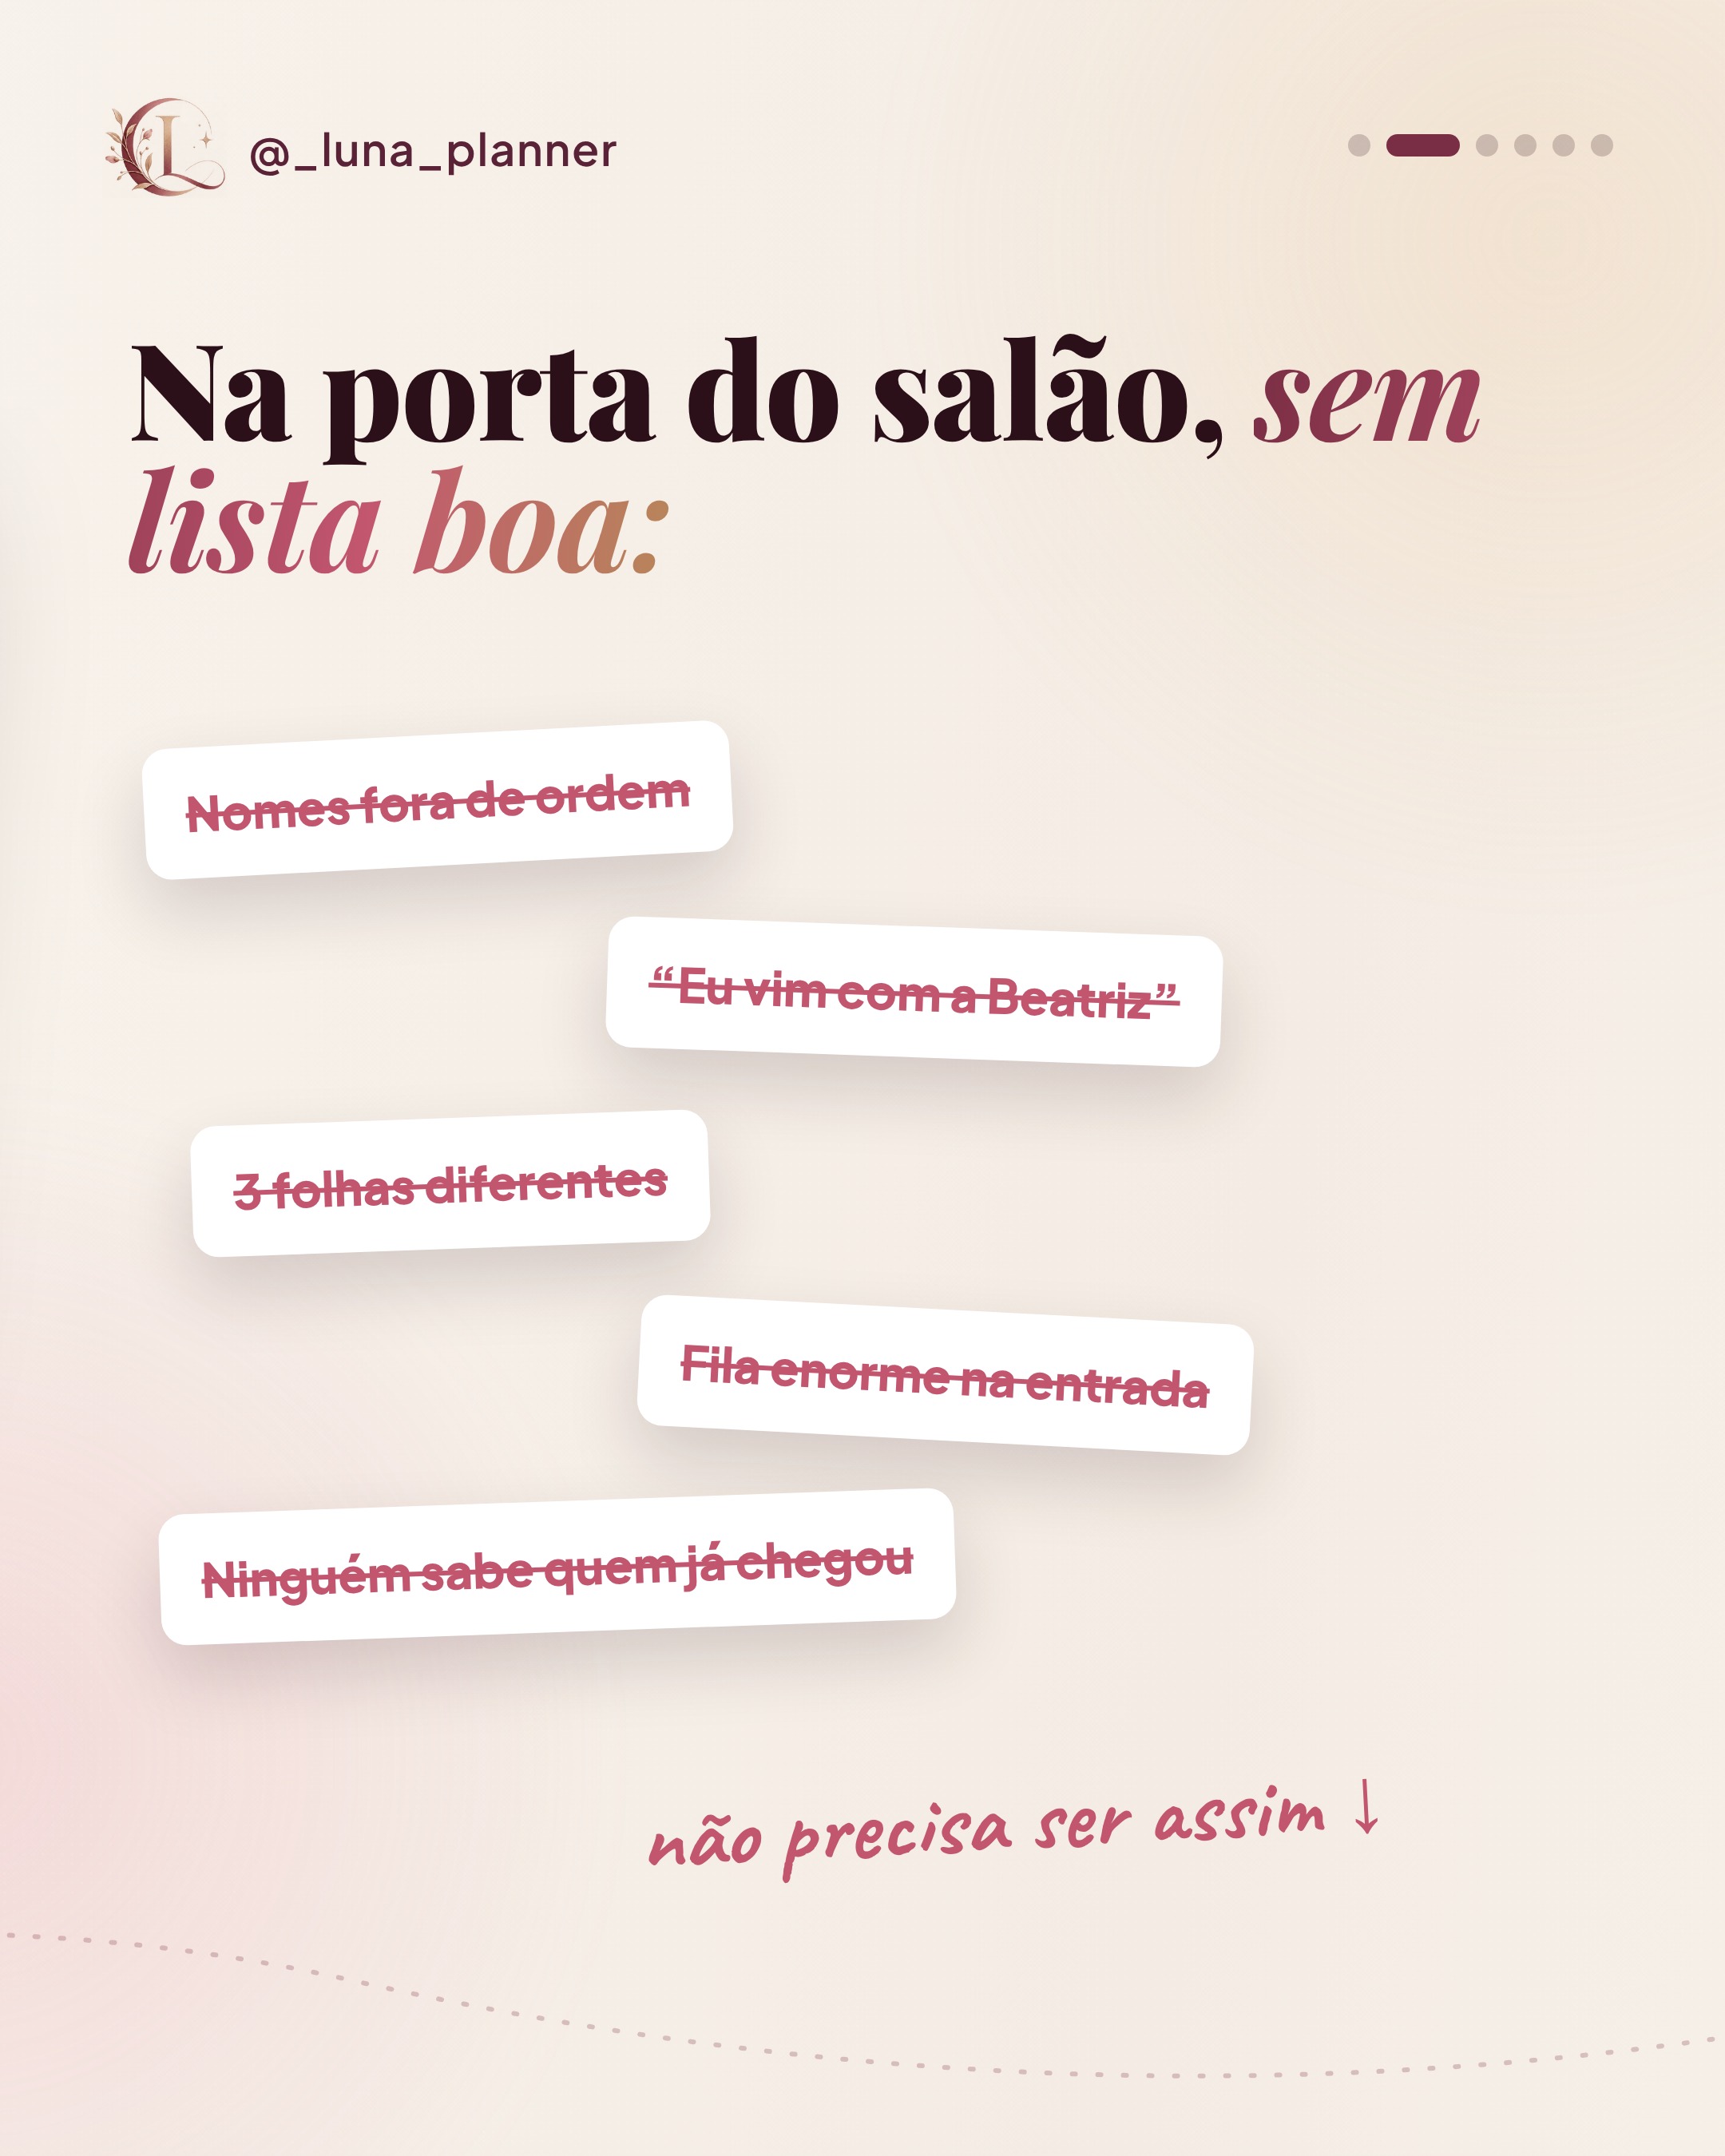 L
@_luna_planner
Na porta do salão, sem
lista boa:
Nomes fora de ordem
“Eu vim com a Beatriz”
3 folhas diferentes
Fila enorme na entrada
Ninguém sabe quem já chegou
não precisa ser assim ↓